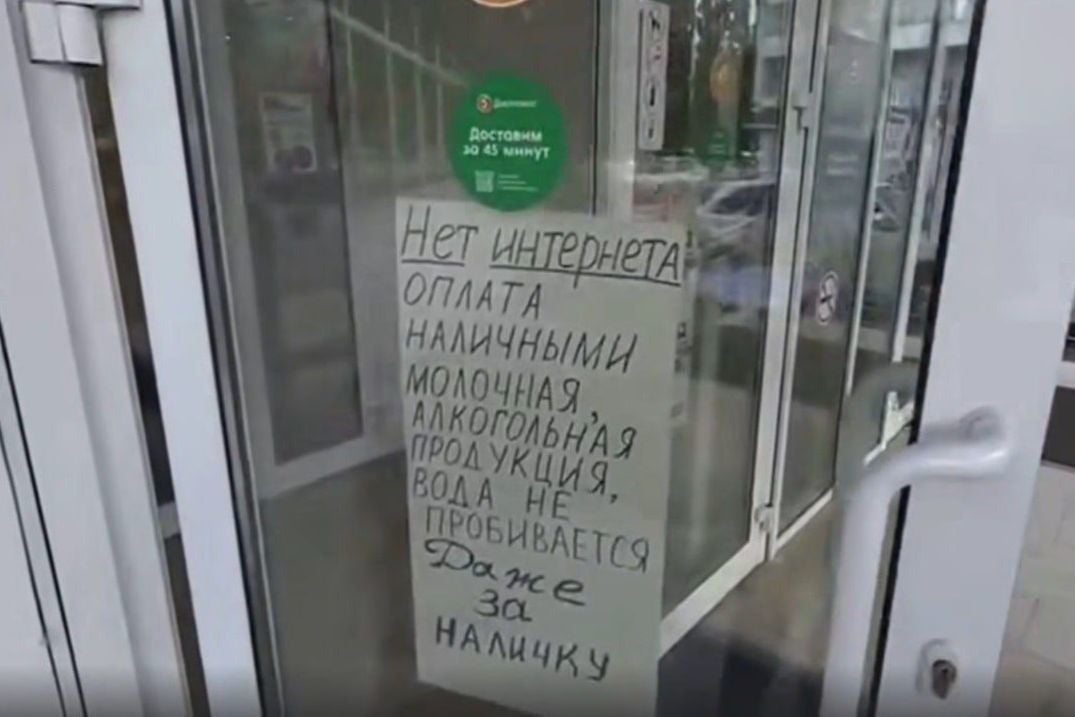 Доставим
за 45 минут
Нет интернета
ОПЛАТА
НАЛИЧНЫМИ
МОЛОЧНАЯ,
АЛКОГОЛЬНАЯ
ПРОДУКЦИЯ,
ВОДА НЕ
ПРОБИВАЕТСЯ
Даже
за
НАЛИЧКУ